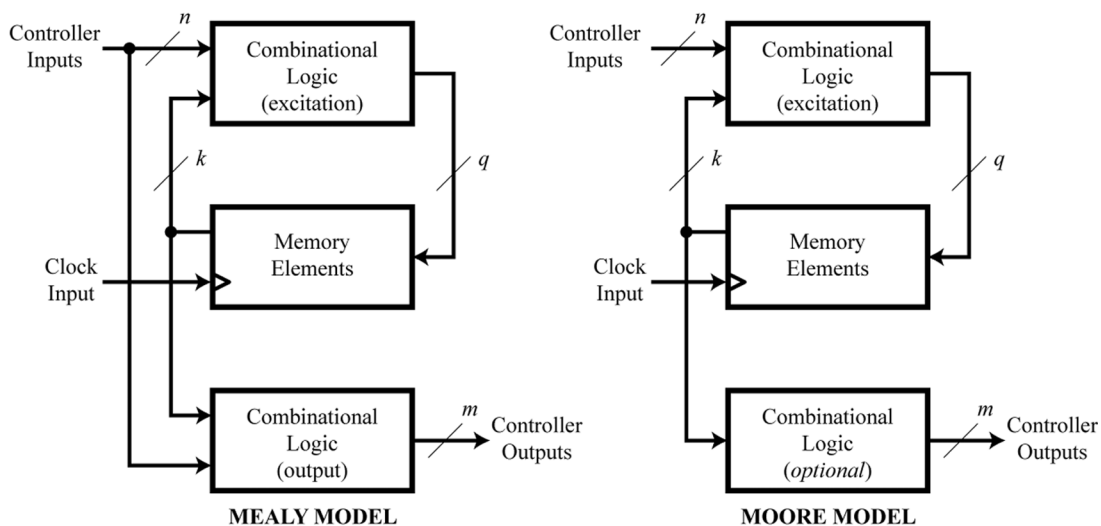 Controller
Inputs
n
Combinational
Logic
(excitation)
k
q
Memory
Elements
Clock
Input
Combinational
Logic
(output)
m
Controller
Outputs
MEALY MODEL
Controller
Inputs
n
Combinational
Logic
(excitation)
k
q
Memory
Elements
Clock
Input
Combinational
Logic
(optional)
m
Controller
Outputs
MOORE MODEL